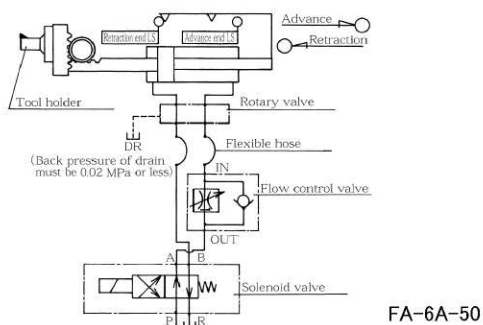 Advance
Retraction end LS
Advance end LS
Retraction
Tool holder
Rotary valve
DR
(Back pressure of drain
must be 0.02 MPa or less)
Flexible hose
IN
Flow control valve
OUT
A
B
Solenoid valve
P
R
FA-6A-50